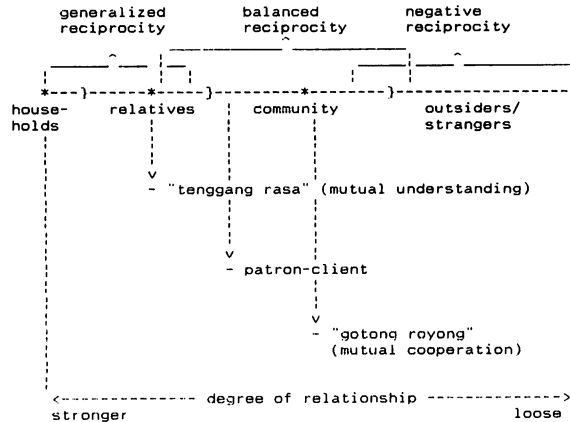 generalized balanced negative
reciprocity reciprocity reciprocity
house- relatives community outsiders/
holds strangers
- "tenggang rasa" (mutual understanding)
- patron-client
- "gotong royong"
(mutual cooperation)
degree of relationship
stronger loose